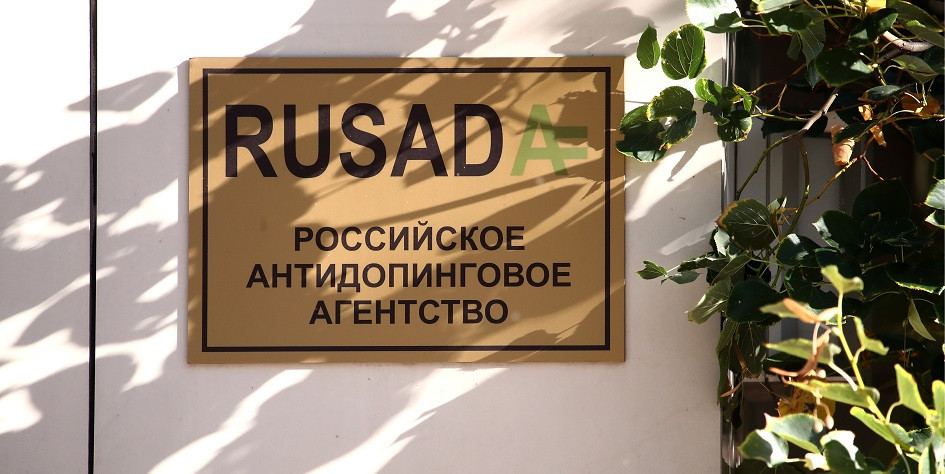 RUSADA
РОССИЙСКОЕ
АНТИДОПИНГОВОЕ
АГЕНТСТВО